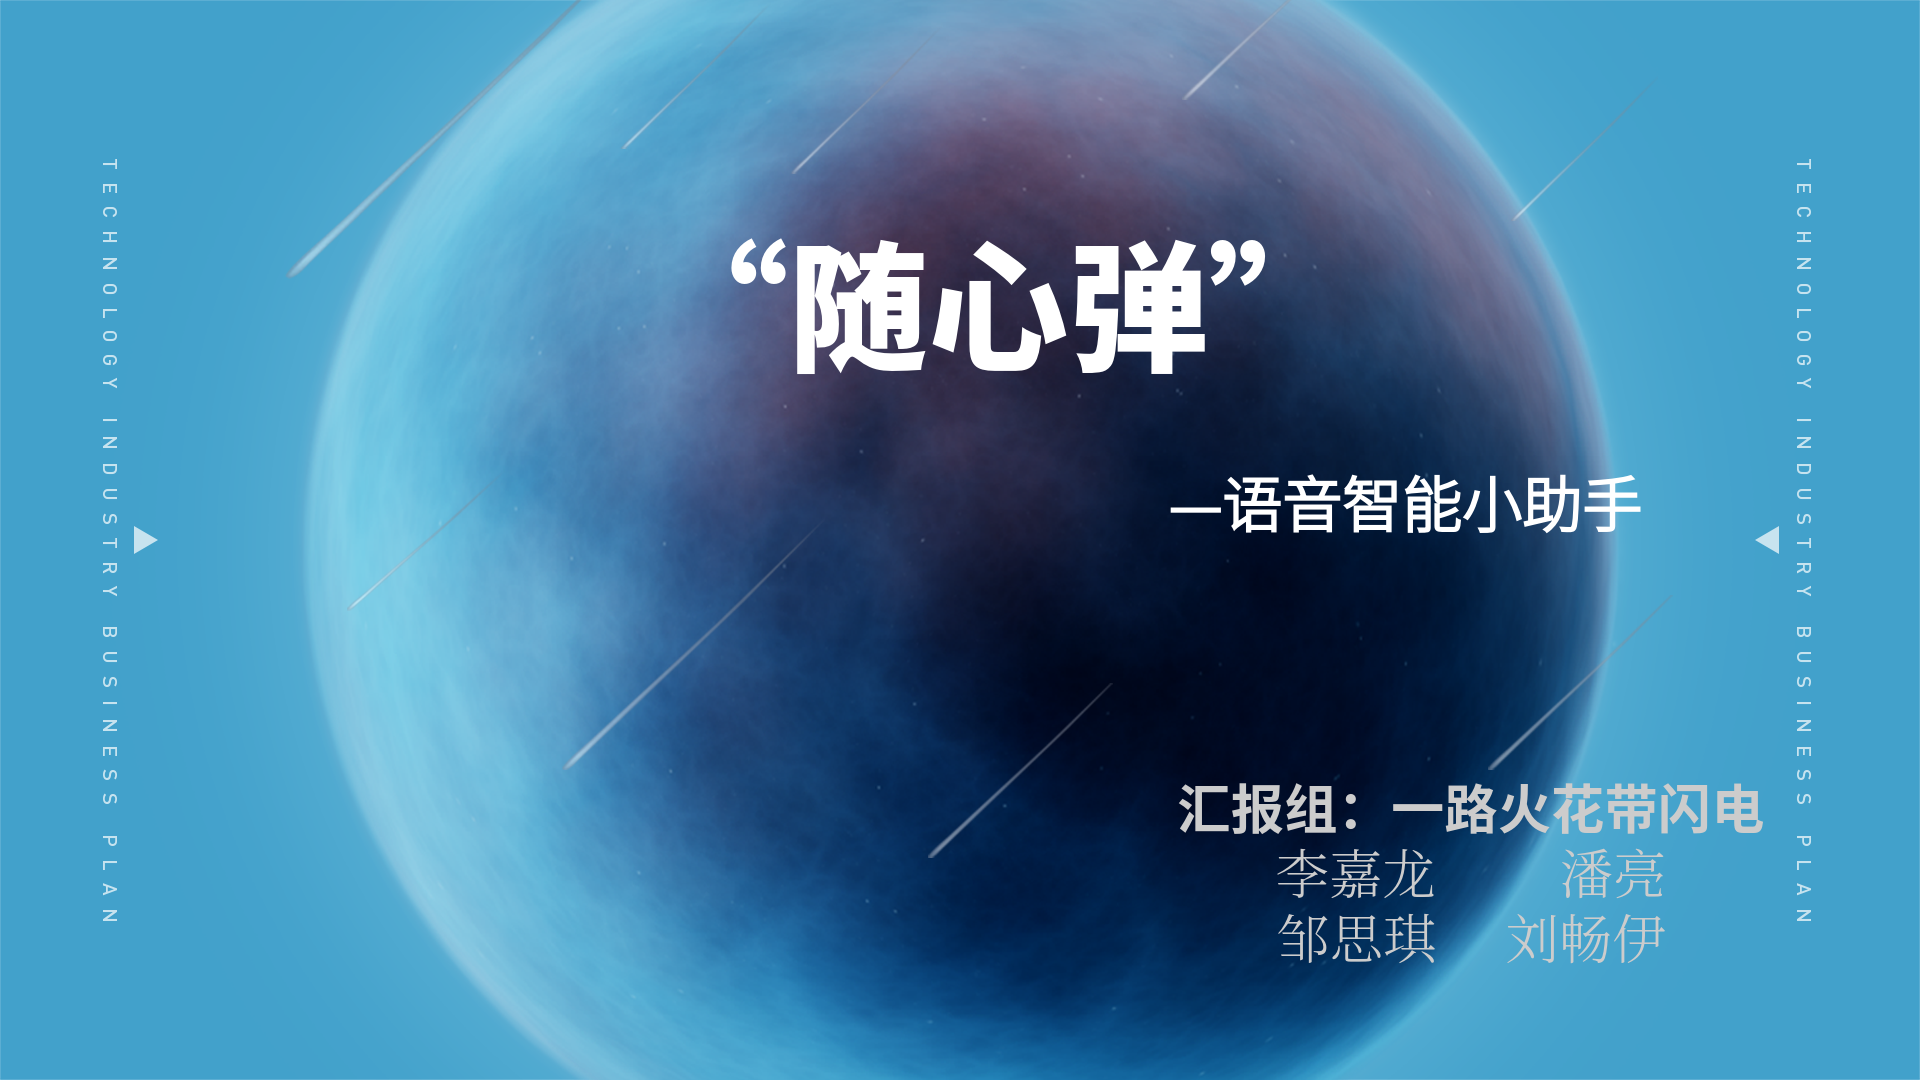 “随心弹”
—语音智能小助手
汇报组：一路火花带闪电
李嘉龙 潘亮
邹思琪 刘畅伊
TECHNOLOGY INDUSTRY BUSINESS PLAN
TECHNOLOGY INDUSTRY BUSINESS PLAN